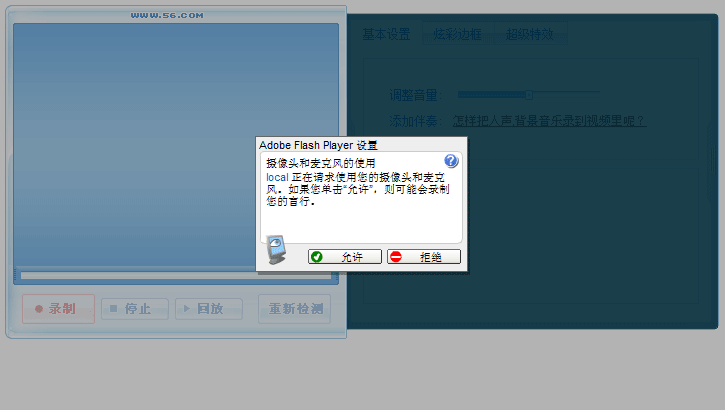 WWW.56.COM
基本设置 炫彩边框 超级特效
调整音量
添加伴奏： 怎样把人声,背景音乐录到视频里呢？
Adobe Flash Player 设置
摄像头和麦克风的使用
local 正在请求使用您的摄像头和麦克
风。如果您单击“允许”，则可能会录制
您的音行。
允许 拒绝
录制 停止 回放 重新检测